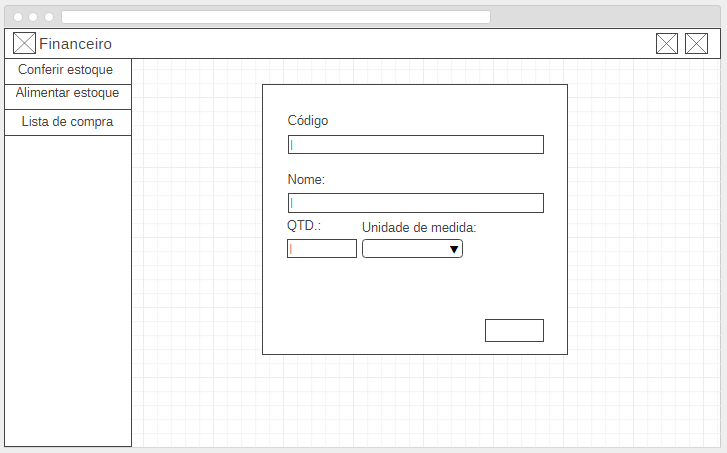 Financeiro
Conferir estoque
Alimentar estoque
Lista de compra
Código
Nome:
QTD.:
Unidade de medida: